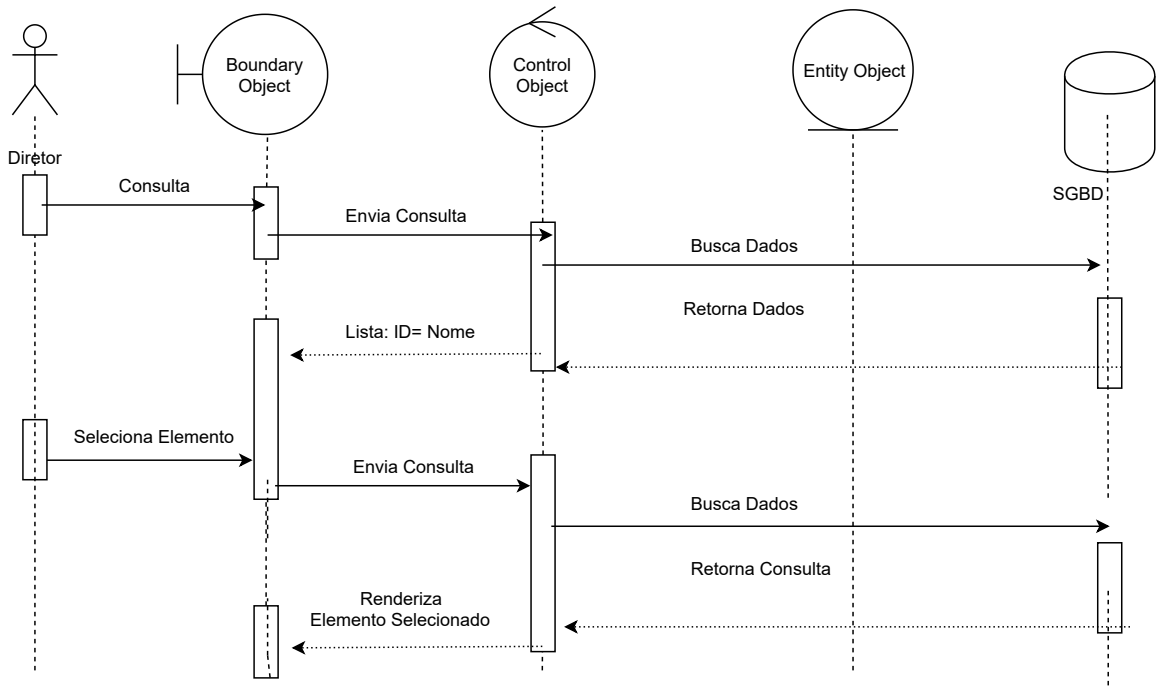 Boundary
Object
Control
Object
Entity Object
Diretor
SGBD
Consulta
Envia Consulta
Busca Dados
Retorna Dados
Lista: ID= Nome
Seleciona Elemento
Envia Consulta
Busca Dados
Retorna Consulta
Renderiza
Elemento Selecionado